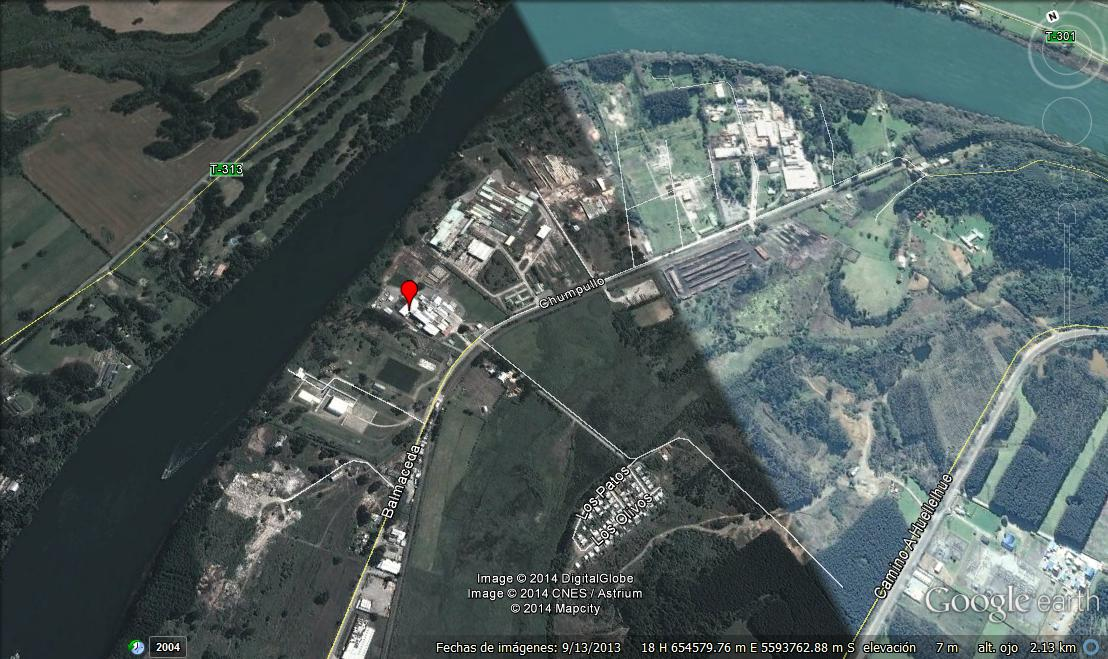 N
T-301
T-313
Chumpullo
Balmaceda
Los Patos
Los Olivos
Camino A Huellelhue
Image © 2014 DigitalGlobe
Image © 2014 CNES / Astrium
© 2014 Mapcity
Google earth
2004
Fechas de imágenes: 9/13/2013 18 H 654579.76 m E 5593762.88 m S elevación 7 m alt. ojo 2.13 km